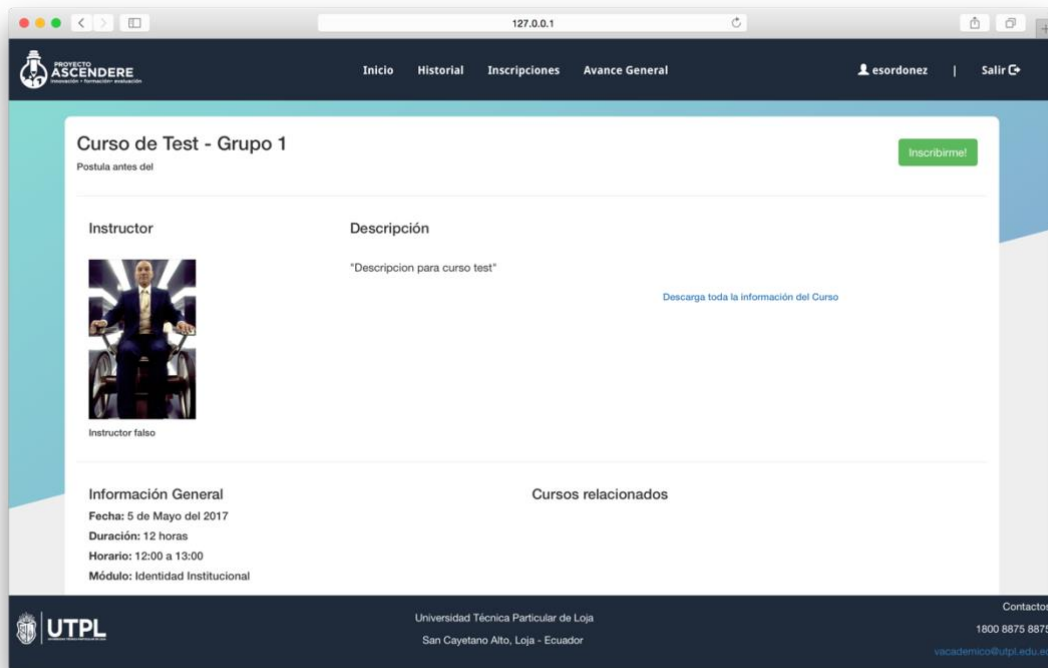 127.0.0.1
PROYECTO
ASCENDERE
innovación • formación • evaluación
Inicio Historial Inscripciones Avance General esordonez | Salir
Curso de Test - Grupo 1
Postula antes del
Inscribirme!
Instructor
Descripción
"Descripcion para curso test"
Descarga toda la información del Curso
Instructor falso
Información General
Fecha: 5 de Mayo del 2017
Duración: 12 horas
Horario: 12:00 a 13:00
Módulo: Identidad Institucional
Cursos relacionados
UTPL
Universidad Técnica Particular de Loja
San Cayetano Alto, Loja - Ecuador
Contactos
1800 8875 8875
vacademico@utpl.edu.ec